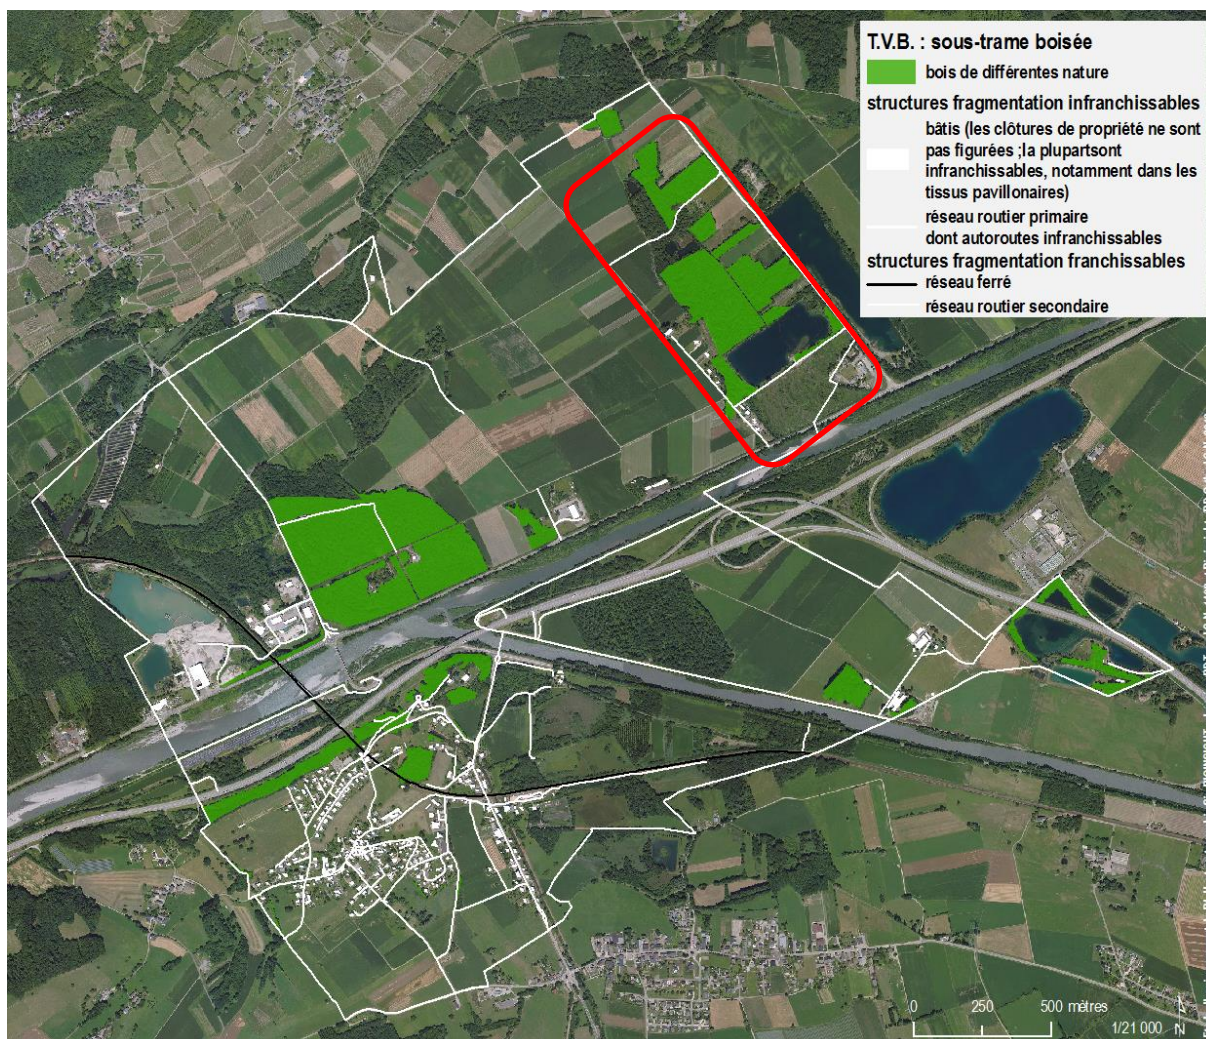 T.V.B. : sous-trame boisée
bois de différentes nature
structures fragmentation infranchissables
bâtis (les clôtures de propriété ne sont
pas figurées ;la plupartsont
infranchissables, notamment dans les
tissus pavillonaires)
réseau routier primaire
dont autoroutes infranchissables
structures fragmentation franchissables
réseau ferré
réseau routier secondaire
0 250 500 mètres
1/21 000
N